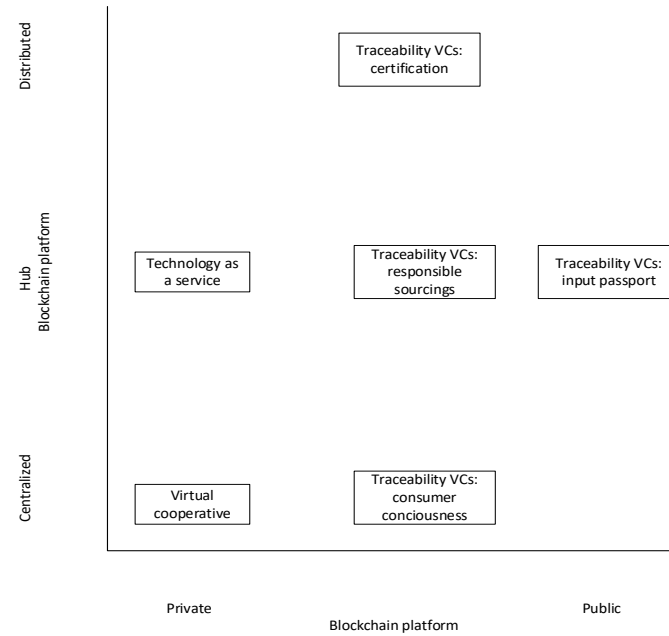 Distributed
Traceability VCs:
certification
Hub
Blockchain platform
Technology as
a service
Traceability VCs:
responsible
sourcings
Traceability VCs:
input passport
Centralized
Virtual
cooperative
Traceability VCs:
consumer
conciousness
Private
Public
Blockchain platform